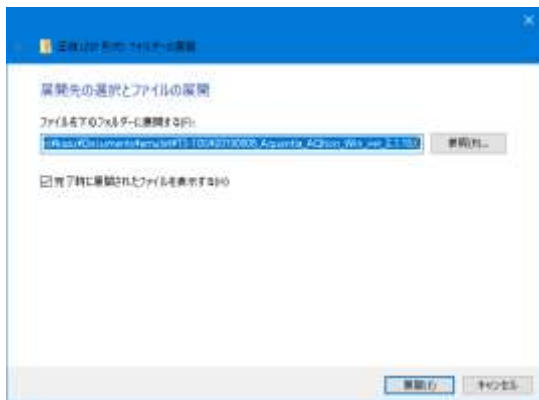 圧縮 (ZIP 形式) フォルダーの展開
展開先の選択とファイルの展開
ファイルを下のフォルダーに展開する(F):
参照(R)...
完了時に展開されたファイルを表示する(H)
展開(E)
キャンセル